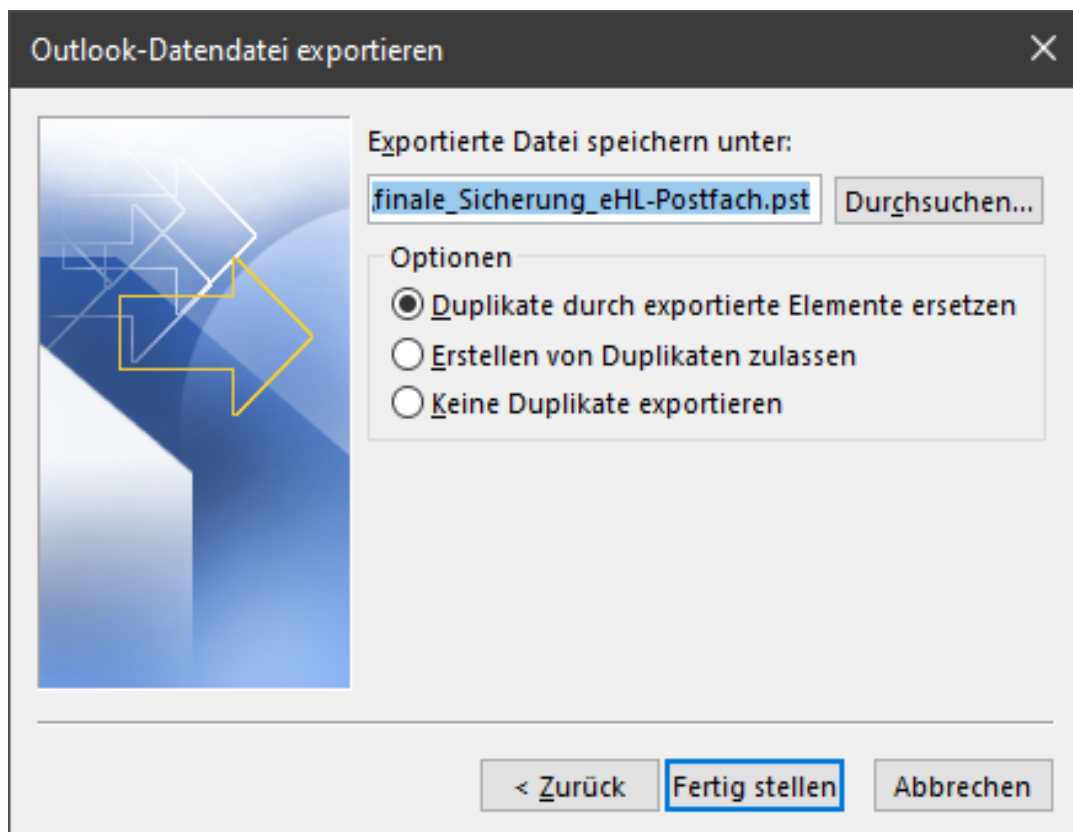 Outlook-Datendatei exportieren
Exportierte Datei speichern unter:
finale_Sicherung_eHL-Postfach.pst
Durchsuchen...
Optionen
Duplikate durch exportierte Elemente ersetzen
Erstellen von Duplikaten zulassen
Keine Duplikate exportieren
< Zurück
Fertig stellen
Abbrechen